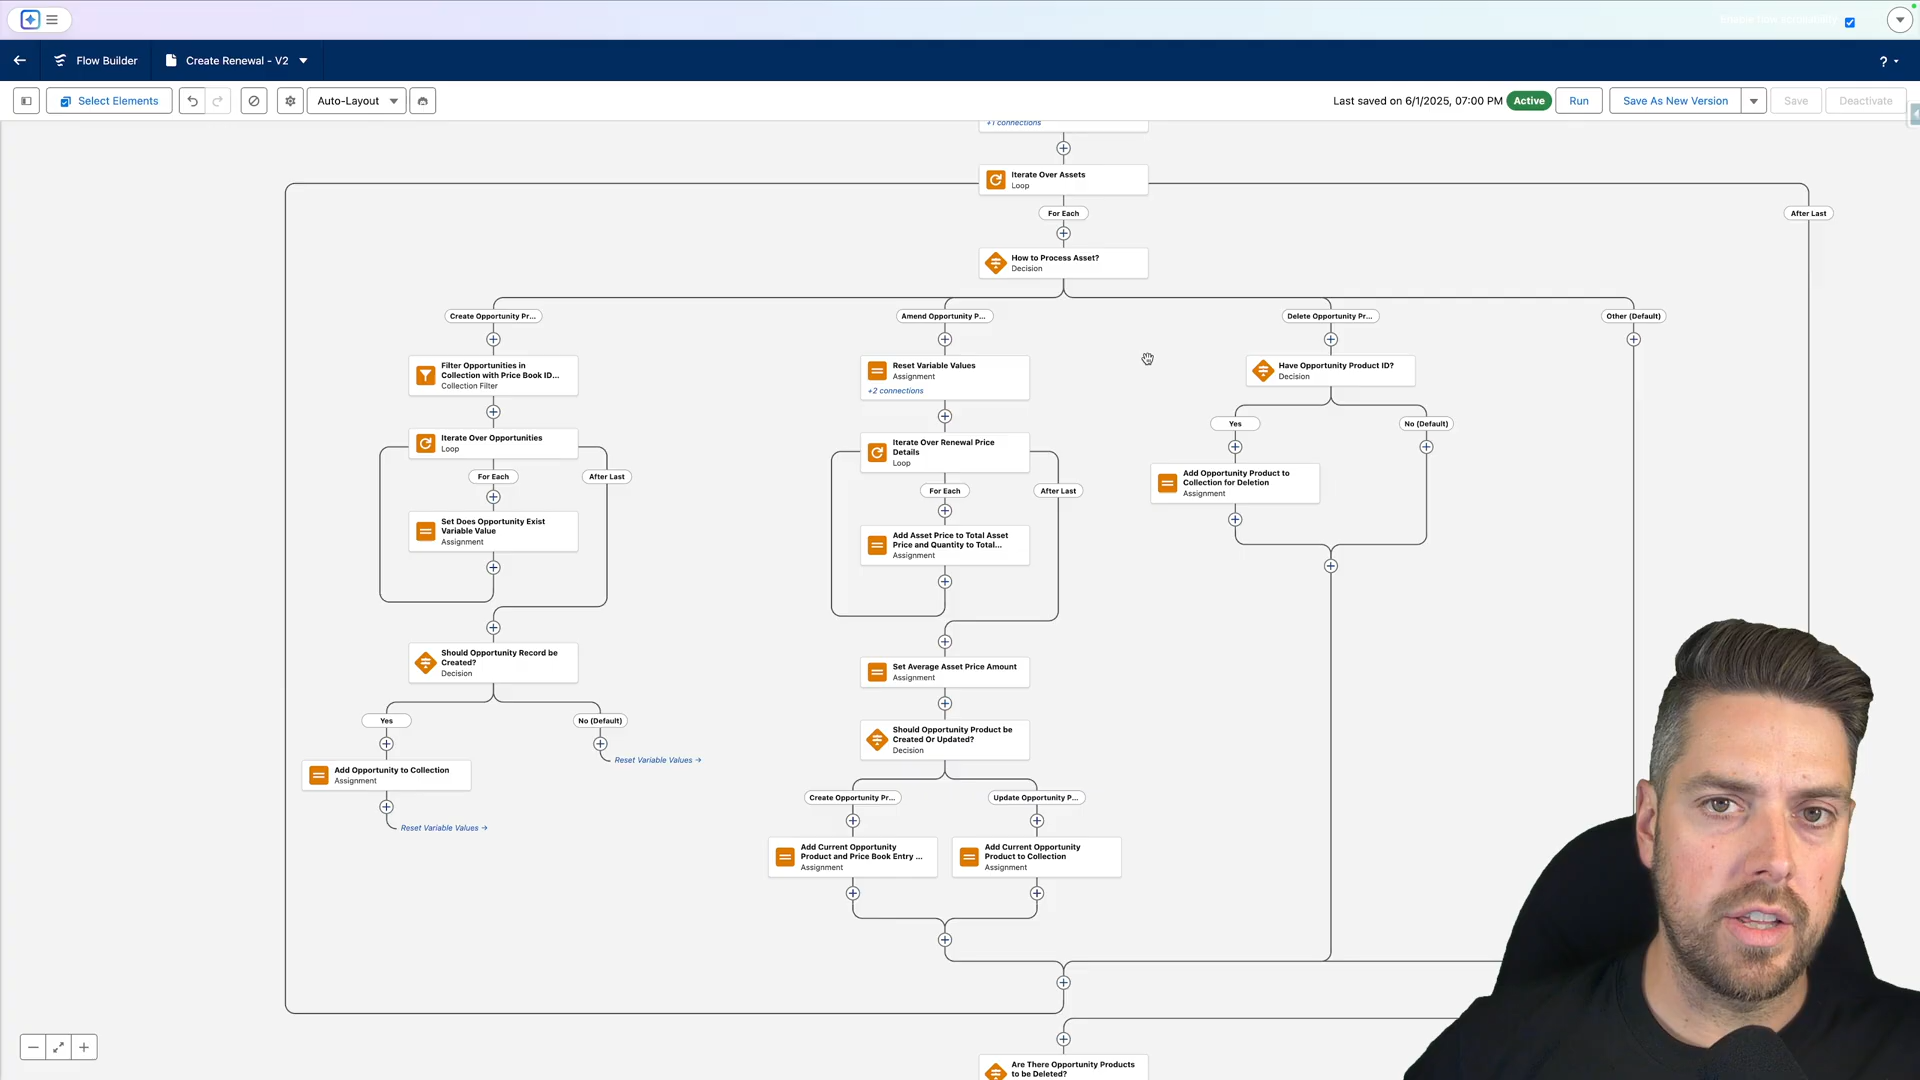 Flow Builder
Create Renewal - V2
?
Select Elements
Auto-Layout
Last saved on 6/1/2025, 07:00 PM
Active
Run
Save As New Version
Save
Deactivate
+1 connections
Iterate Over Assets
Loop
For Each
After Last
How to Process Asset?
Decision
Create Opportunity Pr...
Amend Opportunity P...
Delete Opportunity Pr...
Other (Default)
Filter Opportunities in
Collection with Price Book ID...
Collection Filter
Reset Variable Values
Assignment
+2 connections
Have Opportunity Product ID?
Decision
Yes
No (Default)
Iterate Over Opportunities
Loop
For Each
After Last
Iterate Over Renewal Price
Details
Loop
For Each
After Last
Add Opportunity Product to
Collection for Deletion
Assignment
Set Does Opportunity Exist
Variable Value
Assignment
Add Asset Price to Total Asset
Price and Quantity to Total...
Assignment
Should Opportunity Record be
Created?
Decision
Set Average Asset Price Amount
Assignment
Yes
No (Default)
Reset Variable Values →
Should Opportunity Product be
Created Or Updated?
Decision
Add Opportunity to Collection
Assignment
Reset Variable Values →
Create Opportunity Pr...
Update Opportunity P...
Add Current Opportunity
Product and Price Book Entry ...
Assignment
Add Current Opportunity
Product to Collection
Assignment
Are There Opportunity Products
to be Deleted?